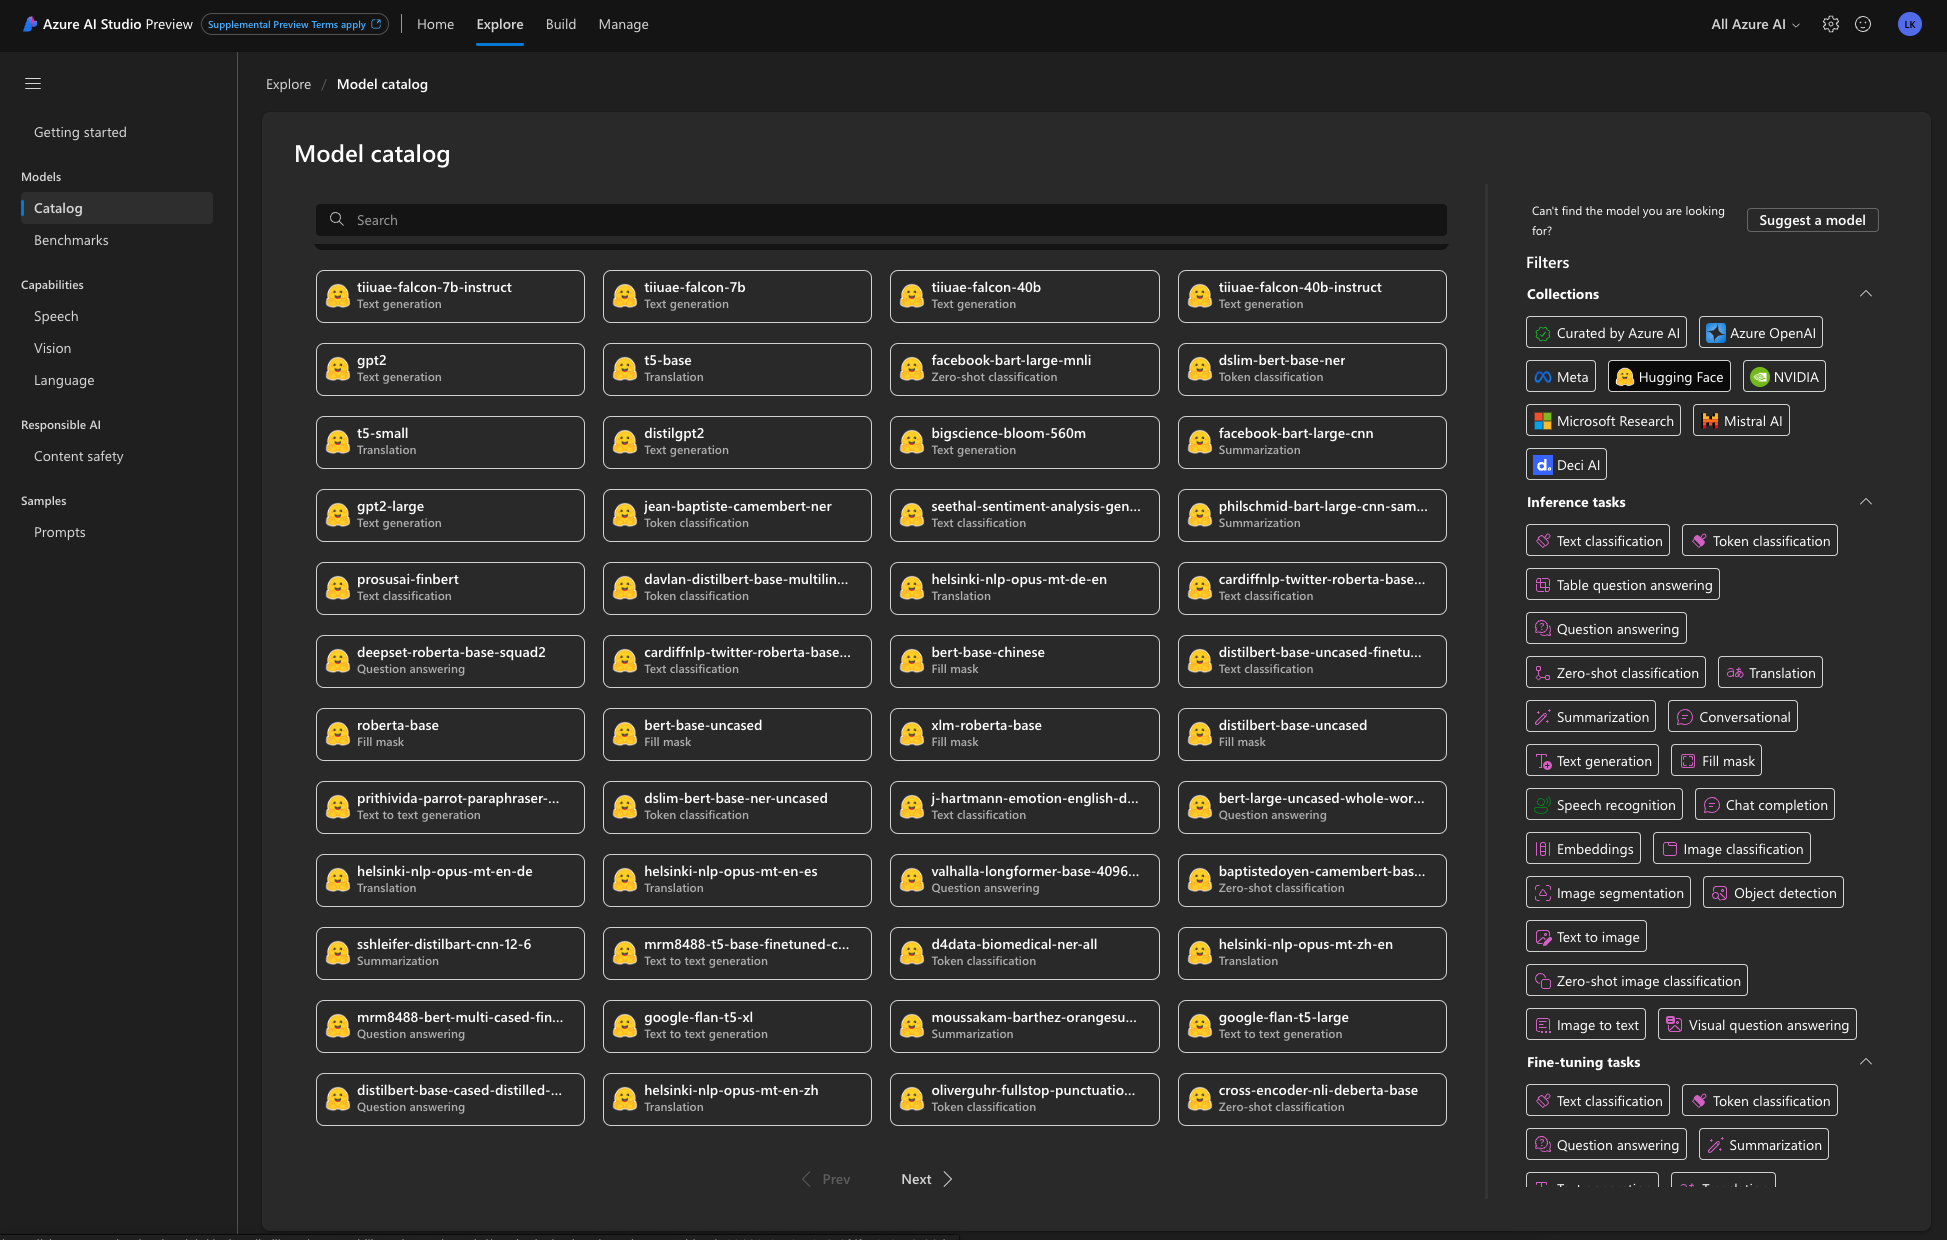 Azure AI Studio Preview
Supplemental Preview Terms apply
Home
Explore
Build
Manage
All Azure AI
LK
Explore / Model catalog
Getting started
Models
Catalog
Benchmarks
Capabilities
Speech
Vision
Language
Responsible AI
Content safety
Samples
Prompts
Model catalog
Search
tiiuae-falcon-7b-instruct
Text generation
tiiuae-falcon-7b
Text generation
tiiuae-falcon-40b
Text generation
tiiuae-falcon-40b-instruct
Text generation
gpt2
Text generation
t5-base
Translation
facebook-bart-large-mnli
Zero-shot classification
dslim-bert-base-ner
Token classification
t5-small
Translation
distilgpt2
Text generation
bigscience-bloom-560m
Text generation
facebook-bart-large-cnn
Summarization
gpt2-large
Text generation
jean-baptiste-camembert-ner
Token classification
seethal-sentiment-analysis-gen...
Text classification
philschmid-bart-large-cnn-sam...
Summarization
prosusai-finbert
Text classification
davlan-distilbert-base-multilin...
Token classification
helsinki-nlp-opus-mt-de-en
Translation
cardiffnlp-twitter-roberta-base...
Text classification
deepset-roberta-base-squad2
Question answering
cardiffnlp-twitter-roberta-base...
Text classification
bert-base-chinese
Fill mask
distilbert-base-uncased-finetu...
Text classification
roberta-base
Fill mask
bert-base-uncased
Fill mask
xlm-roberta-base
Fill mask
distilbert-base-uncased
Fill mask
prithivida-parrot-paraphraser-...
Text to text generation
dslim-bert-base-ner-uncased
Token classification
j-hartmann-emotion-english-d...
Text classification
bert-large-uncased-whole-wor...
Question answering
helsinki-nlp-opus-mt-en-de
Translation
helsinki-nlp-opus-mt-en-es
Translation
valhalla-longformer-base-4096...
Question answering
baptistedoyen-camembert-bas...
Zero-shot classification
sshleifer-distilbart-cnn-12-6
Summarization
mrm8488-t5-base-finetuned-c...
Text to text generation
d4data-biomedical-ner-all
Token classification
helsinki-nlp-opus-mt-zh-en
Translation
mrm8488-bert-multi-cased-fin...
Question answering
google-flan-t5-xl
Text to text generation
moussakam-barthez-orangesu...
Summarization
google-flan-t5-large
Text to text generation
distilbert-base-cased-distilled-...
Question answering
helsinki-nlp-opus-mt-en-zh
Translation
oliverguhr-fullstop-punctuatio...
Token classification
cross-encoder-nli-deberta-base
Zero-shot classification
Prev
Next
Can't find the model you are looking
for?
Suggest a model
Filters
Collections
Curated by Azure AI
Azure OpenAI
Meta
Hugging Face
NVIDIA
Microsoft Research
Mistral AI
d.
Deci AI
Inference tasks
Text classification
Token classification
Table question answering
Question answering
Zero-shot classification
Translation
Summarization
Conversational
Text generation
Fill mask
Speech recognition
Chat completion
Embeddings
Image classification
Image segmentation
Object detection
Text to image
Zero-shot image classification
Image to text
Visual question answering
Fine-tuning tasks
Text classification
Token classification
Question answering
Summarization